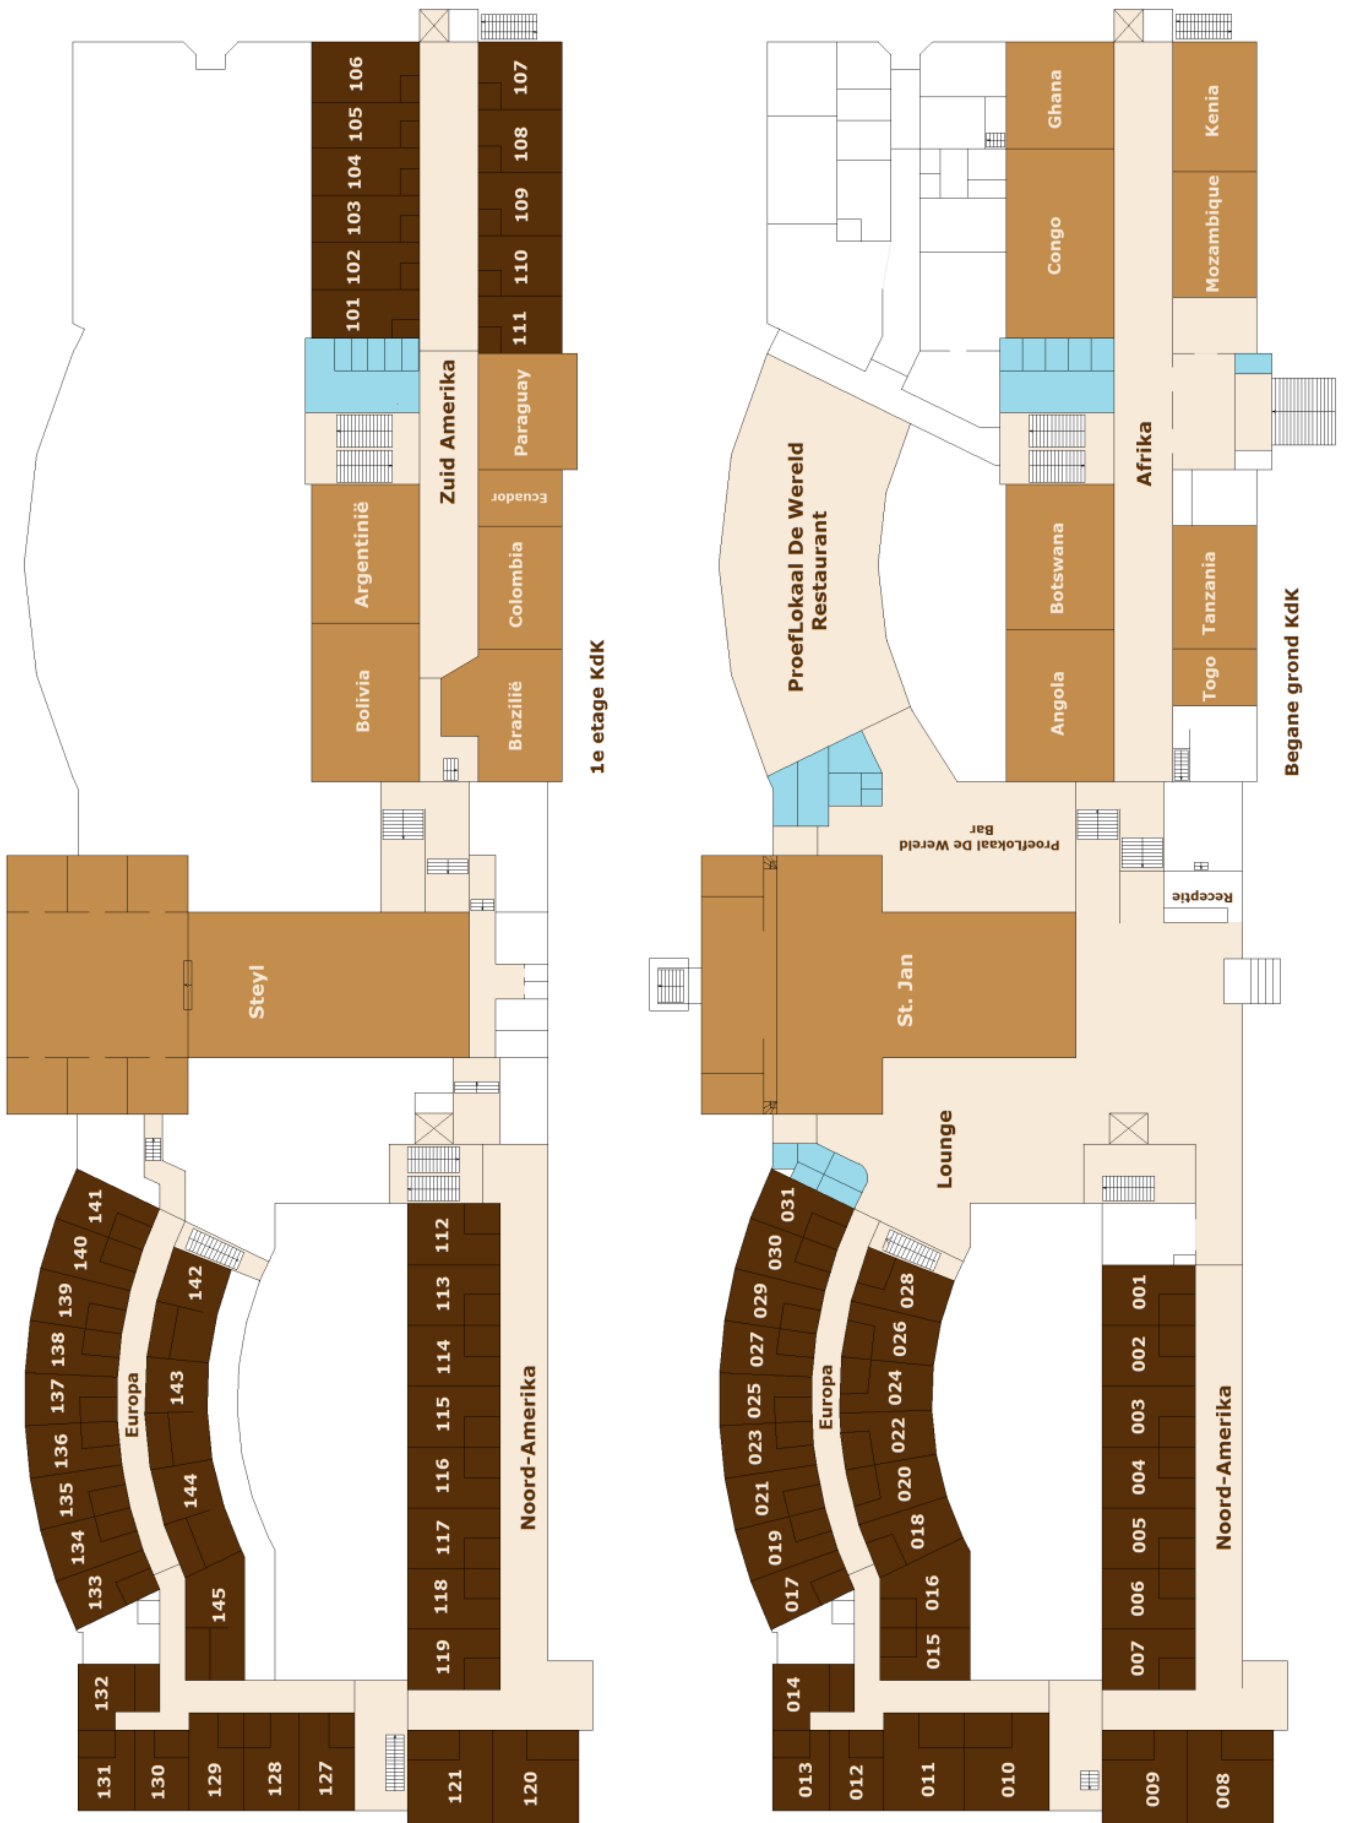 1e etage KdK
106
105
104
103
102
101
107
108
109
110
111
Zuid Amerika
Paraguay
Ecuador
Colombia
Brazilië
Argentinië
Bolivia
Steyl
141
140
139
138
137
136
135
134
133
Europa
142
143
144
145
112
113
114
115
116
117
118
119
Noord-Amerika
132
131
130
129
128
127
121
120
Begane grond KdK
Ghana
Congo
Kenia
Mozambique
Afrika
Botswana
Angola
Tanzania
Togo
ProefLokaal De Wereld
Restaurant
ProefLokaal De Wereld
Bar
Receptie
St. Jan
Lounge
031
030
029
027
025
023
021
019
017
Europa
028
026
024
022
020
018
016
015
001
002
003
004
005
006
007
Noord-Amerika
014
013
012
011
010
009
008